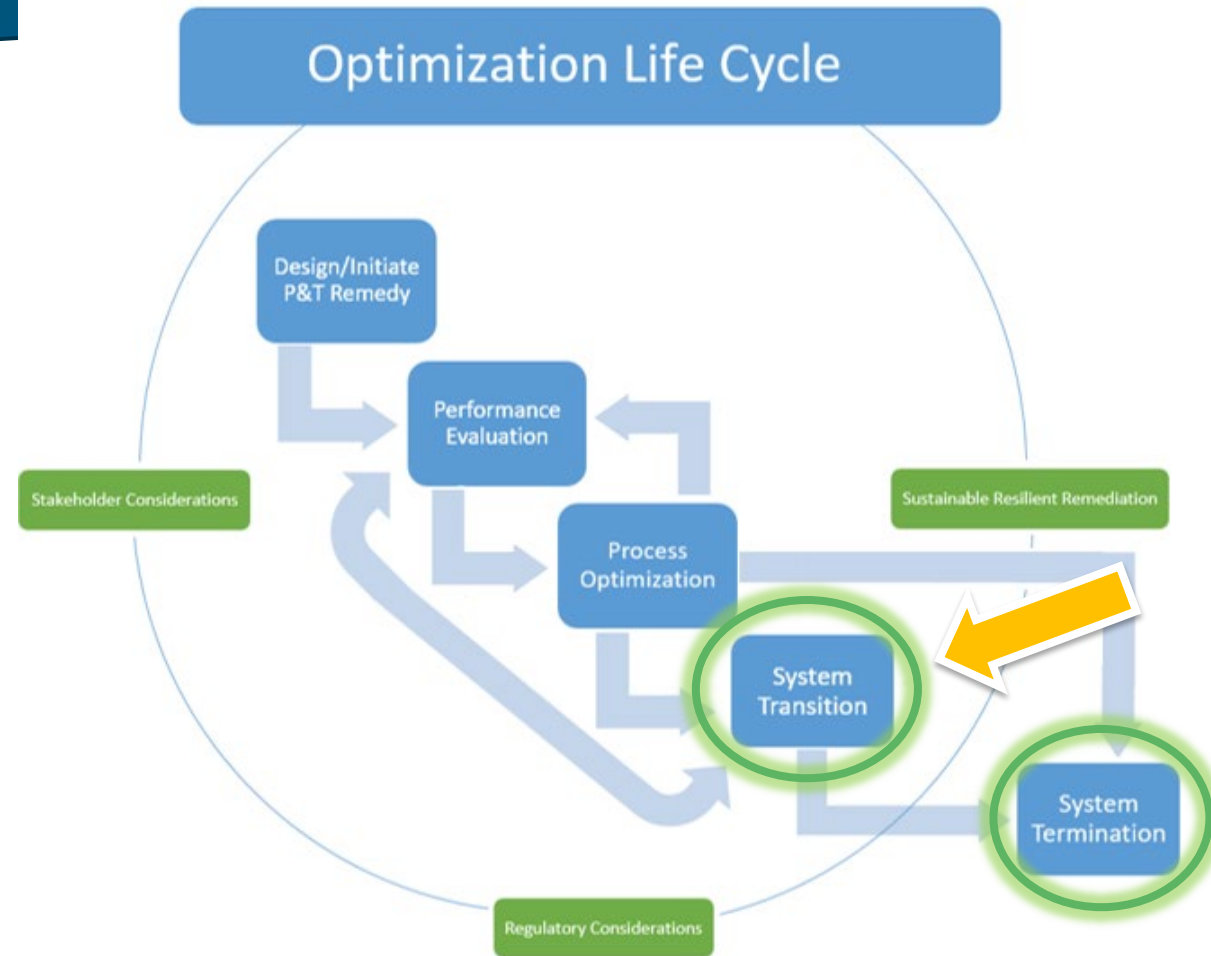 Optimization Life Cycle
Design/Initiate
P&T Remedy
Performance
Evaluation
Stakeholder Considerations
Sustainable Resilient Remediation
Process
Optimization
System
Transition
System
Termination
Regulatory Considerations